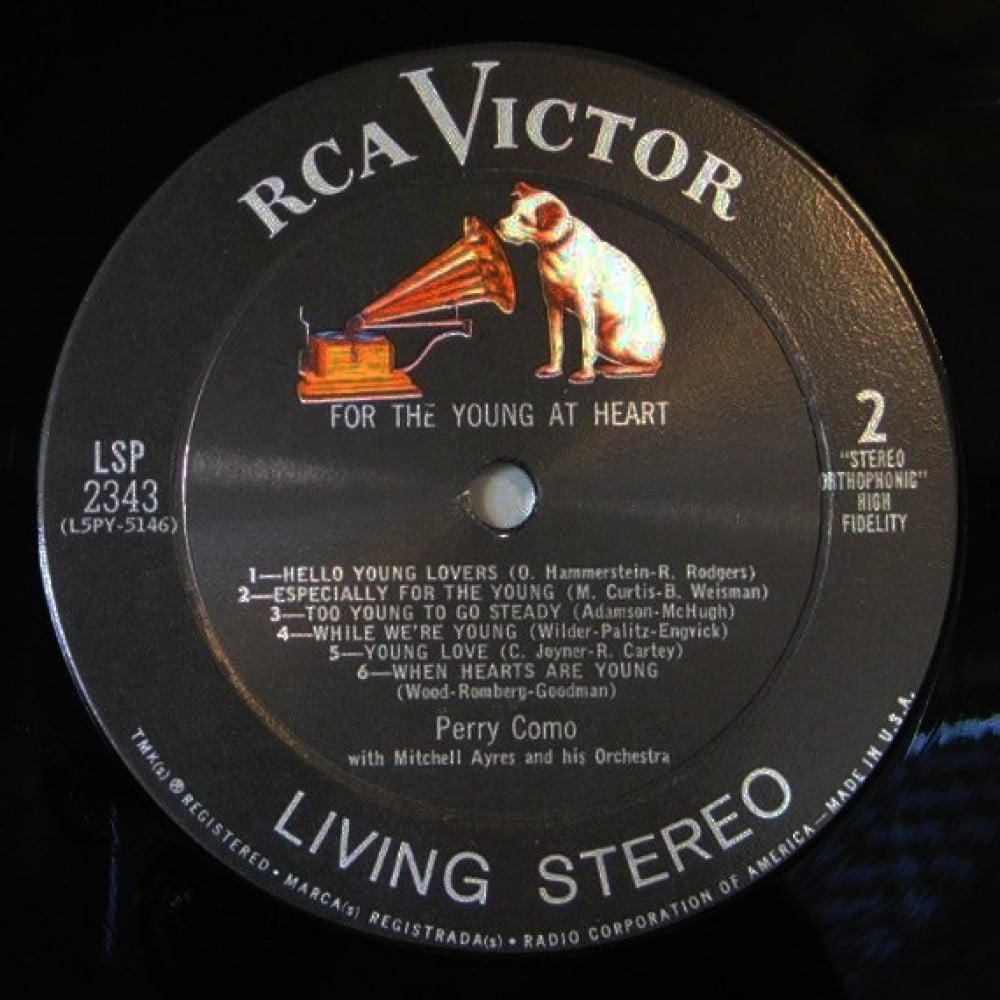 RCA VICTOR
FOR THE YOUNG AT HEART
LSP
2343
(L5PY-5146)
2
"STEREO
ORTHOPHONIC"
HIGH
FIDELITY
1—HELLO YOUNG LOVERS (O. Hammerstein-R. Rodgers)
2—ESPECIALLY FOR THE YOUNG (M. Curtis-B. Weisman)
3—TOO YOUNG TO GO STEADY (Adamson-McHugh)
4—WHILE WE'RE YOUNG (Wilder-Palitz-Engvick)
5—YOUNG LOVE (C. Joyner-R. Cartey)
6—WHEN HEARTS ARE YOUNG
(Wood-Romberg-Goodman)
Perry Como
with Mitchell Ayres and his Orchestra
LIVING STEREO
TMK(s) ® REGISTERED • MARCA(s) REGISTRADA(s) • RADIO CORPORATION OF AMERICA—MADE IN U.S.A.